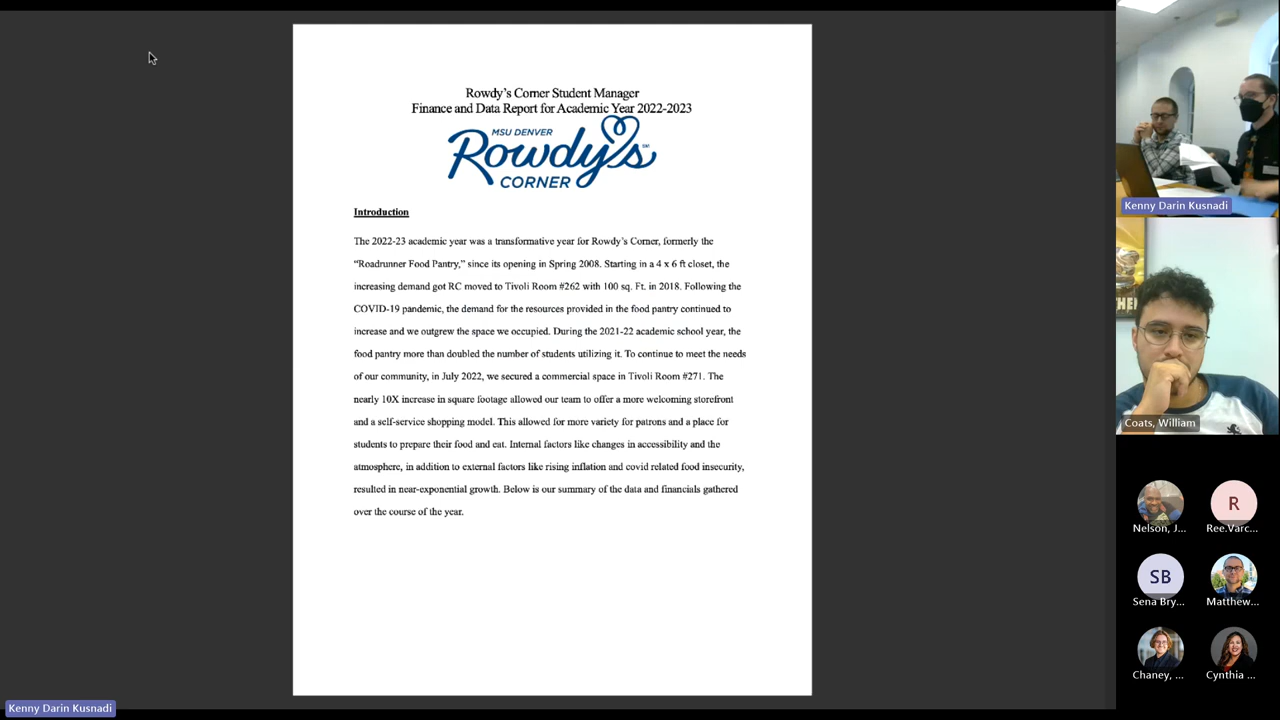 Rowdy's Corner Student Manager
Finance and Data Report for Academic Year 2022-2023
MSU DENVER
Rowdy's
SM
CORNER
Introduction
The 2022-23 academic year was a transformative year for Rowdy's Corner, formerly the
“Roadrunner Food Pantry,” since its opening in Spring 2008. Starting in a 4 x 6 ft closet, the
increasing demand got RC moved to Tivoli Room #262 with 100 sq. Ft. in 2018. Following the
COVID-19 pandemic, the demand for the resources provided in the food pantry continued to
increase and we outgrew the space we occupied. During the 2021-22 academic school year, the
food pantry more than doubled the number of students utilizing it. To continue to meet the needs
of our community, in July 2022, we secured a commercial space in Tivoli Room #271. The
nearly 10X increase in square footage allowed our team to offer a more welcoming storefront
and a self-service shopping model. This allowed for more variety for patrons and a place for
students to prepare their food and eat. Internal factors like changes in accessibility and the
atmosphere, in addition to external factors like rising inflation and covid related food insecurity,
resulted in near-exponential growth. Below is our summary of the data and financials gathered
over the course of the year.
Kenny Darin Kusnadi
Kenny Darin Kusnadi
Coats, William
Nelson, J...
R
Ree.Varc...
SB
Sena Bry...
Matthew...
Chaney, ...
Cynthia ...